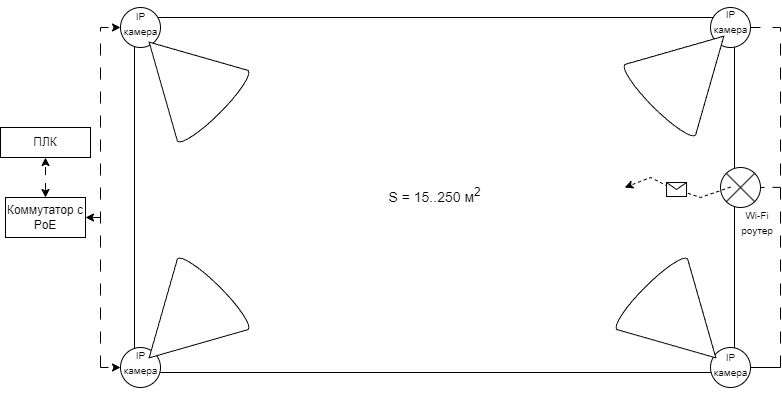 IP
камера
IP
камера
ПЛК
Коммутатор с
PoE
S = 15..250 м²
Wi-Fi
роутер
IP
камера
IP
камера